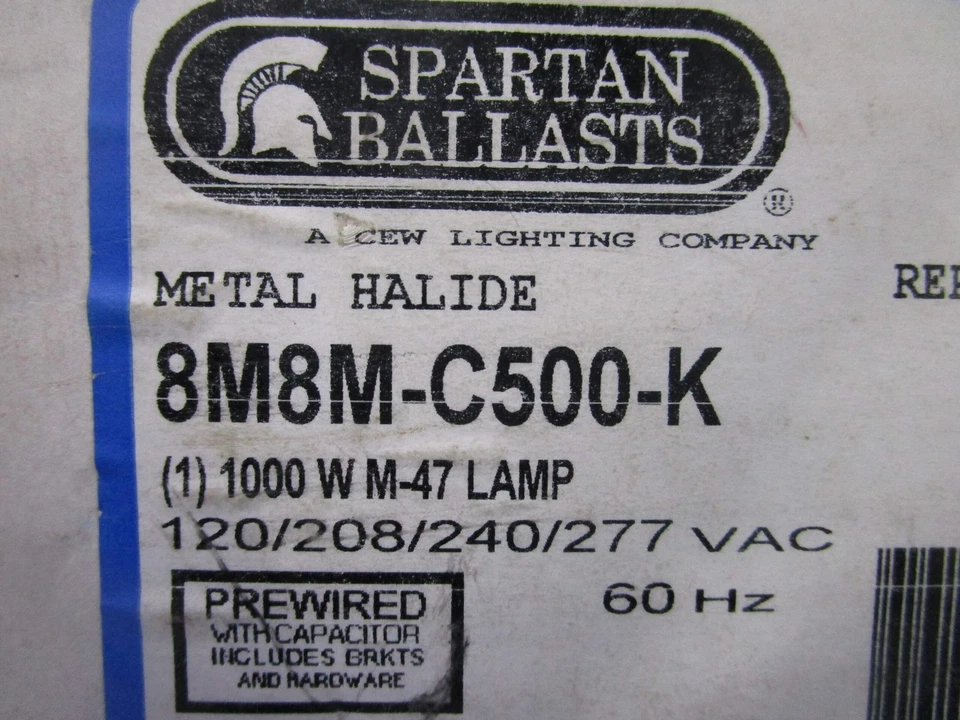 SPARTAN
BALLASTS
®
A CEW LIGHTING COMPANY
METAL HALIDE
8M8M-C500-K
(1) 1000 W M-47 LAMP
120/208/240/277 VAC
60 Hz
PREWIRED
WITH CAPACITOR
INCLUDES BRKTS
AND HARDWARE